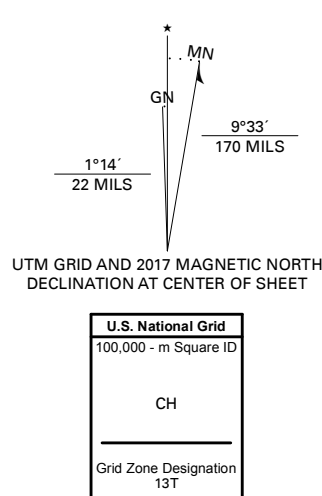 ★
MN
GN
9°33´
170 MILS
1°14´
22 MILS
UTM GRID AND 2017 MAGNETIC NORTH
DECLINATION AT CENTER OF SHEET
U.S. National Grid
100,000 - m Square ID
CH
Grid Zone Designation
13T